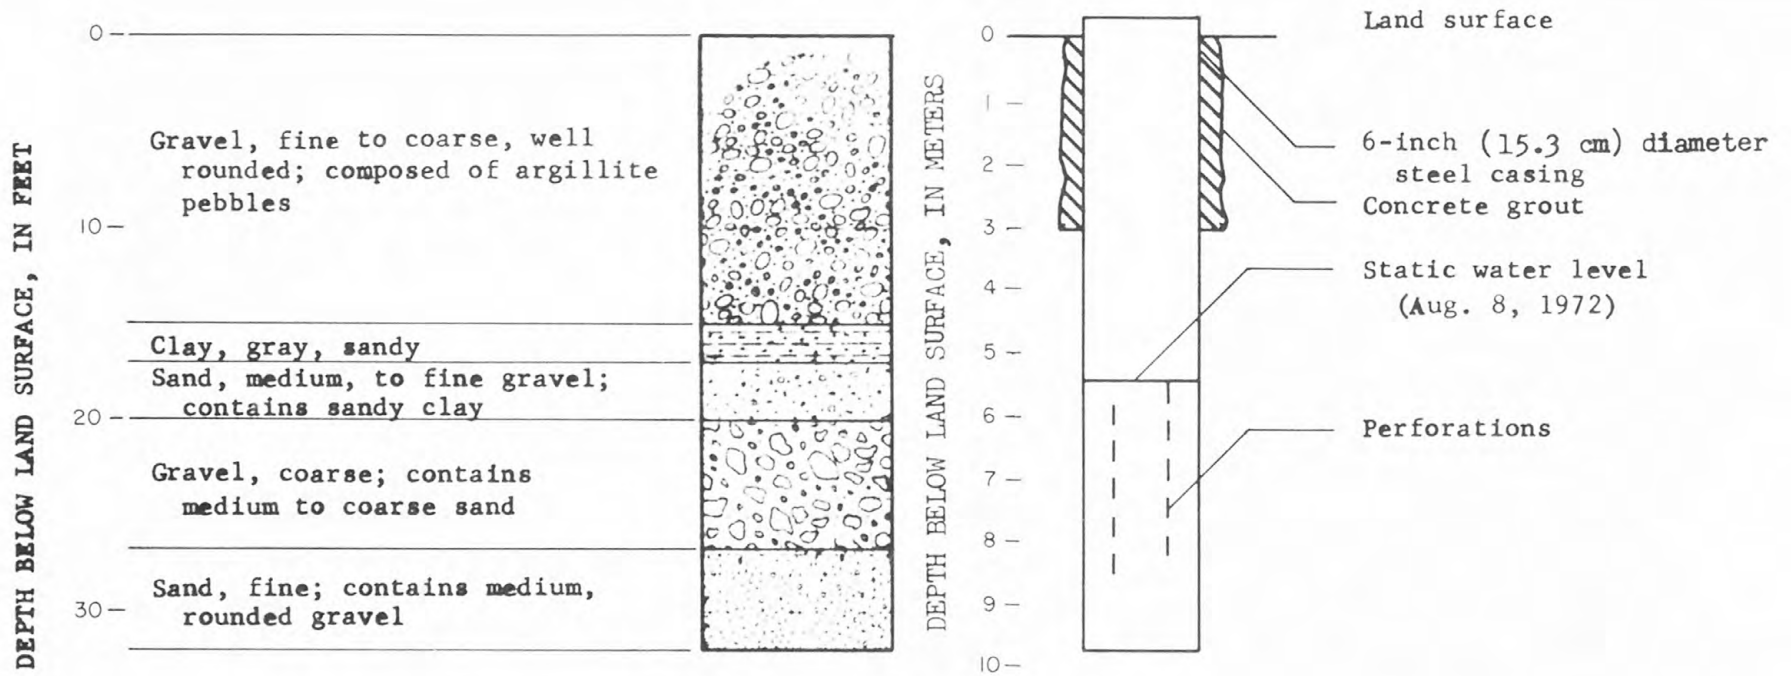 DEPTH BELOW LAND SURFACE, IN FEET
0
10
20
30
Gravel, fine to coarse, well
rounded; composed of argillite
pebbles
Clay, gray, sandy
Sand, medium, to fine gravel;
contains sandy clay
Gravel, coarse; contains
medium to coarse sand
Sand, fine; contains medium,
rounded gravel
DEPTH BELOW LAND SURFACE, IN METERS
0
1
2
3
4
5
6
7
8
9
10
Land surface
6-inch (15.3 cm) diameter
steel casing
Concrete grout
Static water level
(Aug. 8, 1972)
Perforations